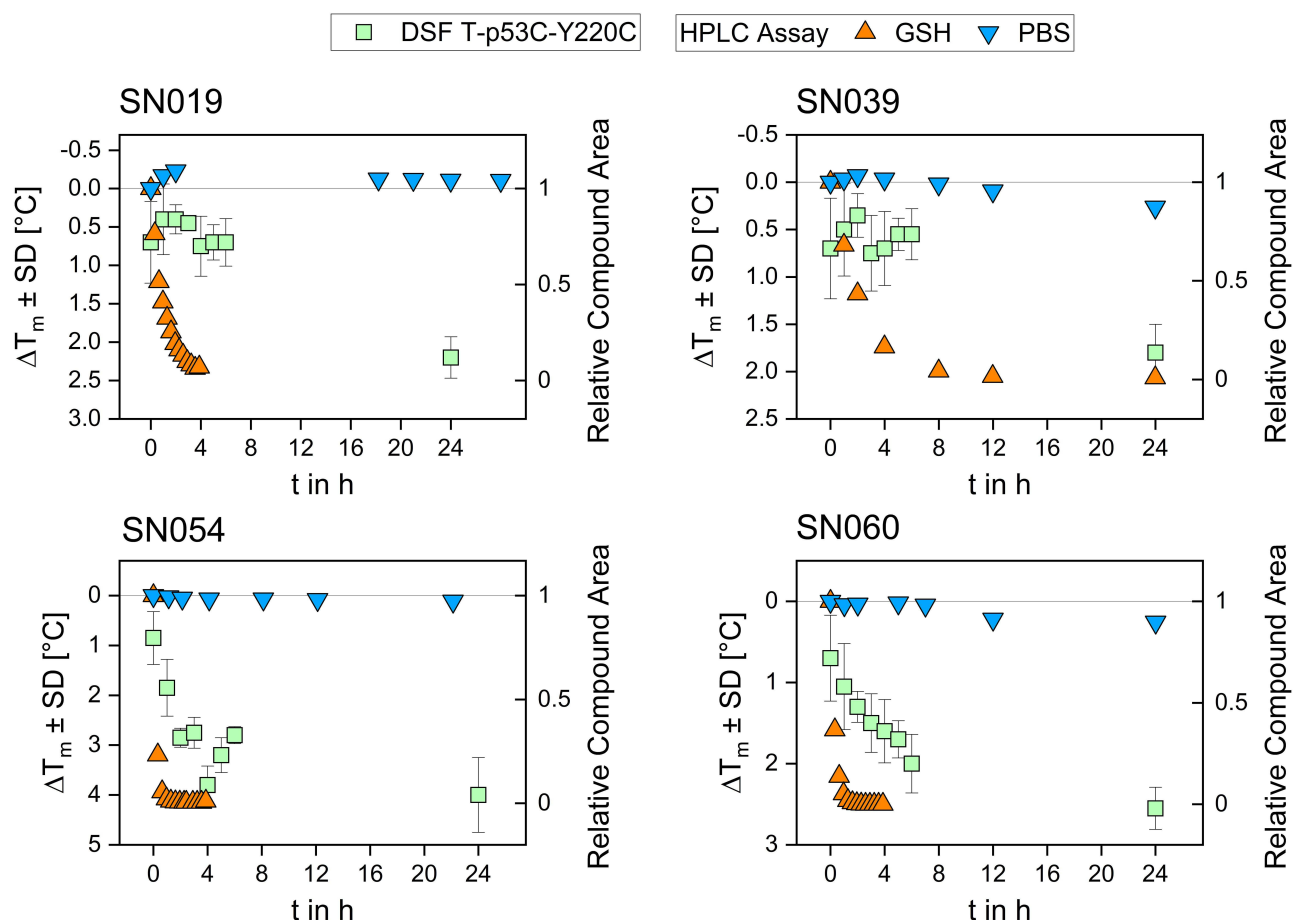 DSF T-p53C-Y220C
HPLC Assay GSH PBS
SN019
-0.5
0.0
0.5
1.0
1.5
2.0
2.5
3.0
ΔTm ± SD [°C]
1
0.5
0
Relative Compound Area
0 4 8 12 16 20 24
t in h
SN039
-0.5
0.0
0.5
1.0
1.5
2.0
2.5
ΔTm ± SD [°C]
1
0.5
0
Relative Compound Area
0 4 8 12 16 20 24
t in h
SN054
0
1
2
3
4
5
ΔTm ± SD [°C]
1
0.5
0
Relative Compound Area
0 4 8 12 16 20 24
t in h
SN060
0
1
2
3
ΔTm ± SD [°C]
1
0.5
0
Relative Compound Area
0 4 8 12 16 20 24
t in h